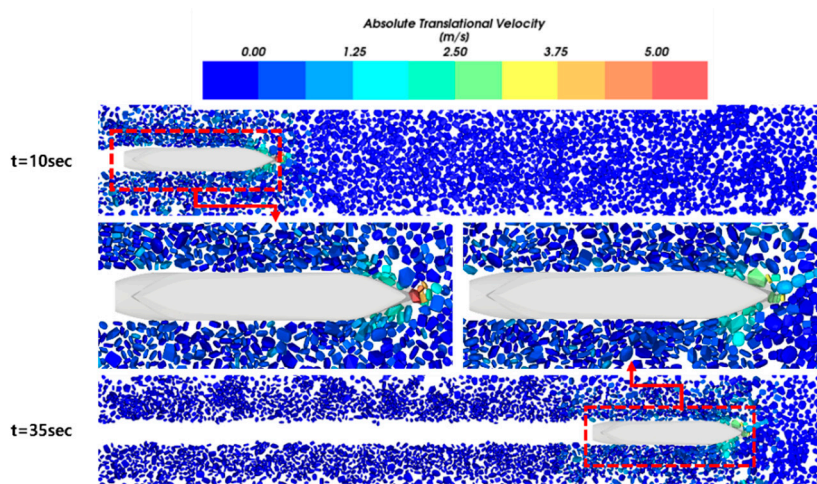 Absolute Translational Velocity
(m/s)
0.00 1.25 2.50 3.75 5.00
t=10sec
t=35sec